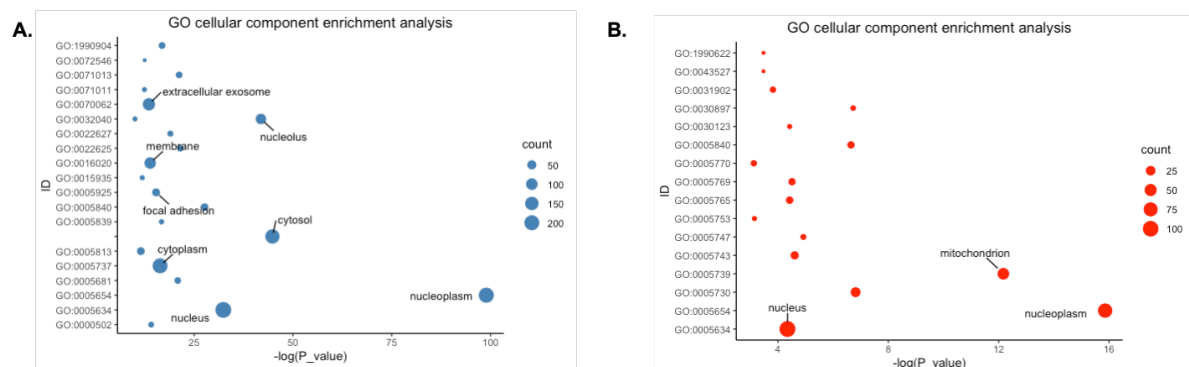 A.
GO cellular component enrichment analysis
GO:1990904
GO:0072546
GO:0071013
GO:0071011
GO:0070062
GO:0032040
GO:0022627
GO:0022625
GO:0016020
GO:0015935
GO:0005925
GO:0005840
GO:0005839
GO:0005813
GO:0005737
GO:0005681
GO:0005654
GO:0005634
GO:0000502
ID
extracellular exosome
nucleolus
membrane
focal adhesion
cytosol
cytoplasm
nucleoplasm
nucleus
25
50
75
100
-log(P_value)
count
50
100
150
200
B.
GO cellular component enrichment analysis
GO:1990622
GO:0043527
GO:0031902
GO:0030897
GO:0030123
GO:0005840
GO:0005770
GO:0005769
GO:0005765
GO:0005753
GO:0005747
GO:0005743
GO:0005739
GO:0005730
GO:0005654
GO:0005634
ID
mitochondrion
nucleus
nucleoplasm
4
8
12
16
-log(P_value)
count
25
50
75
100